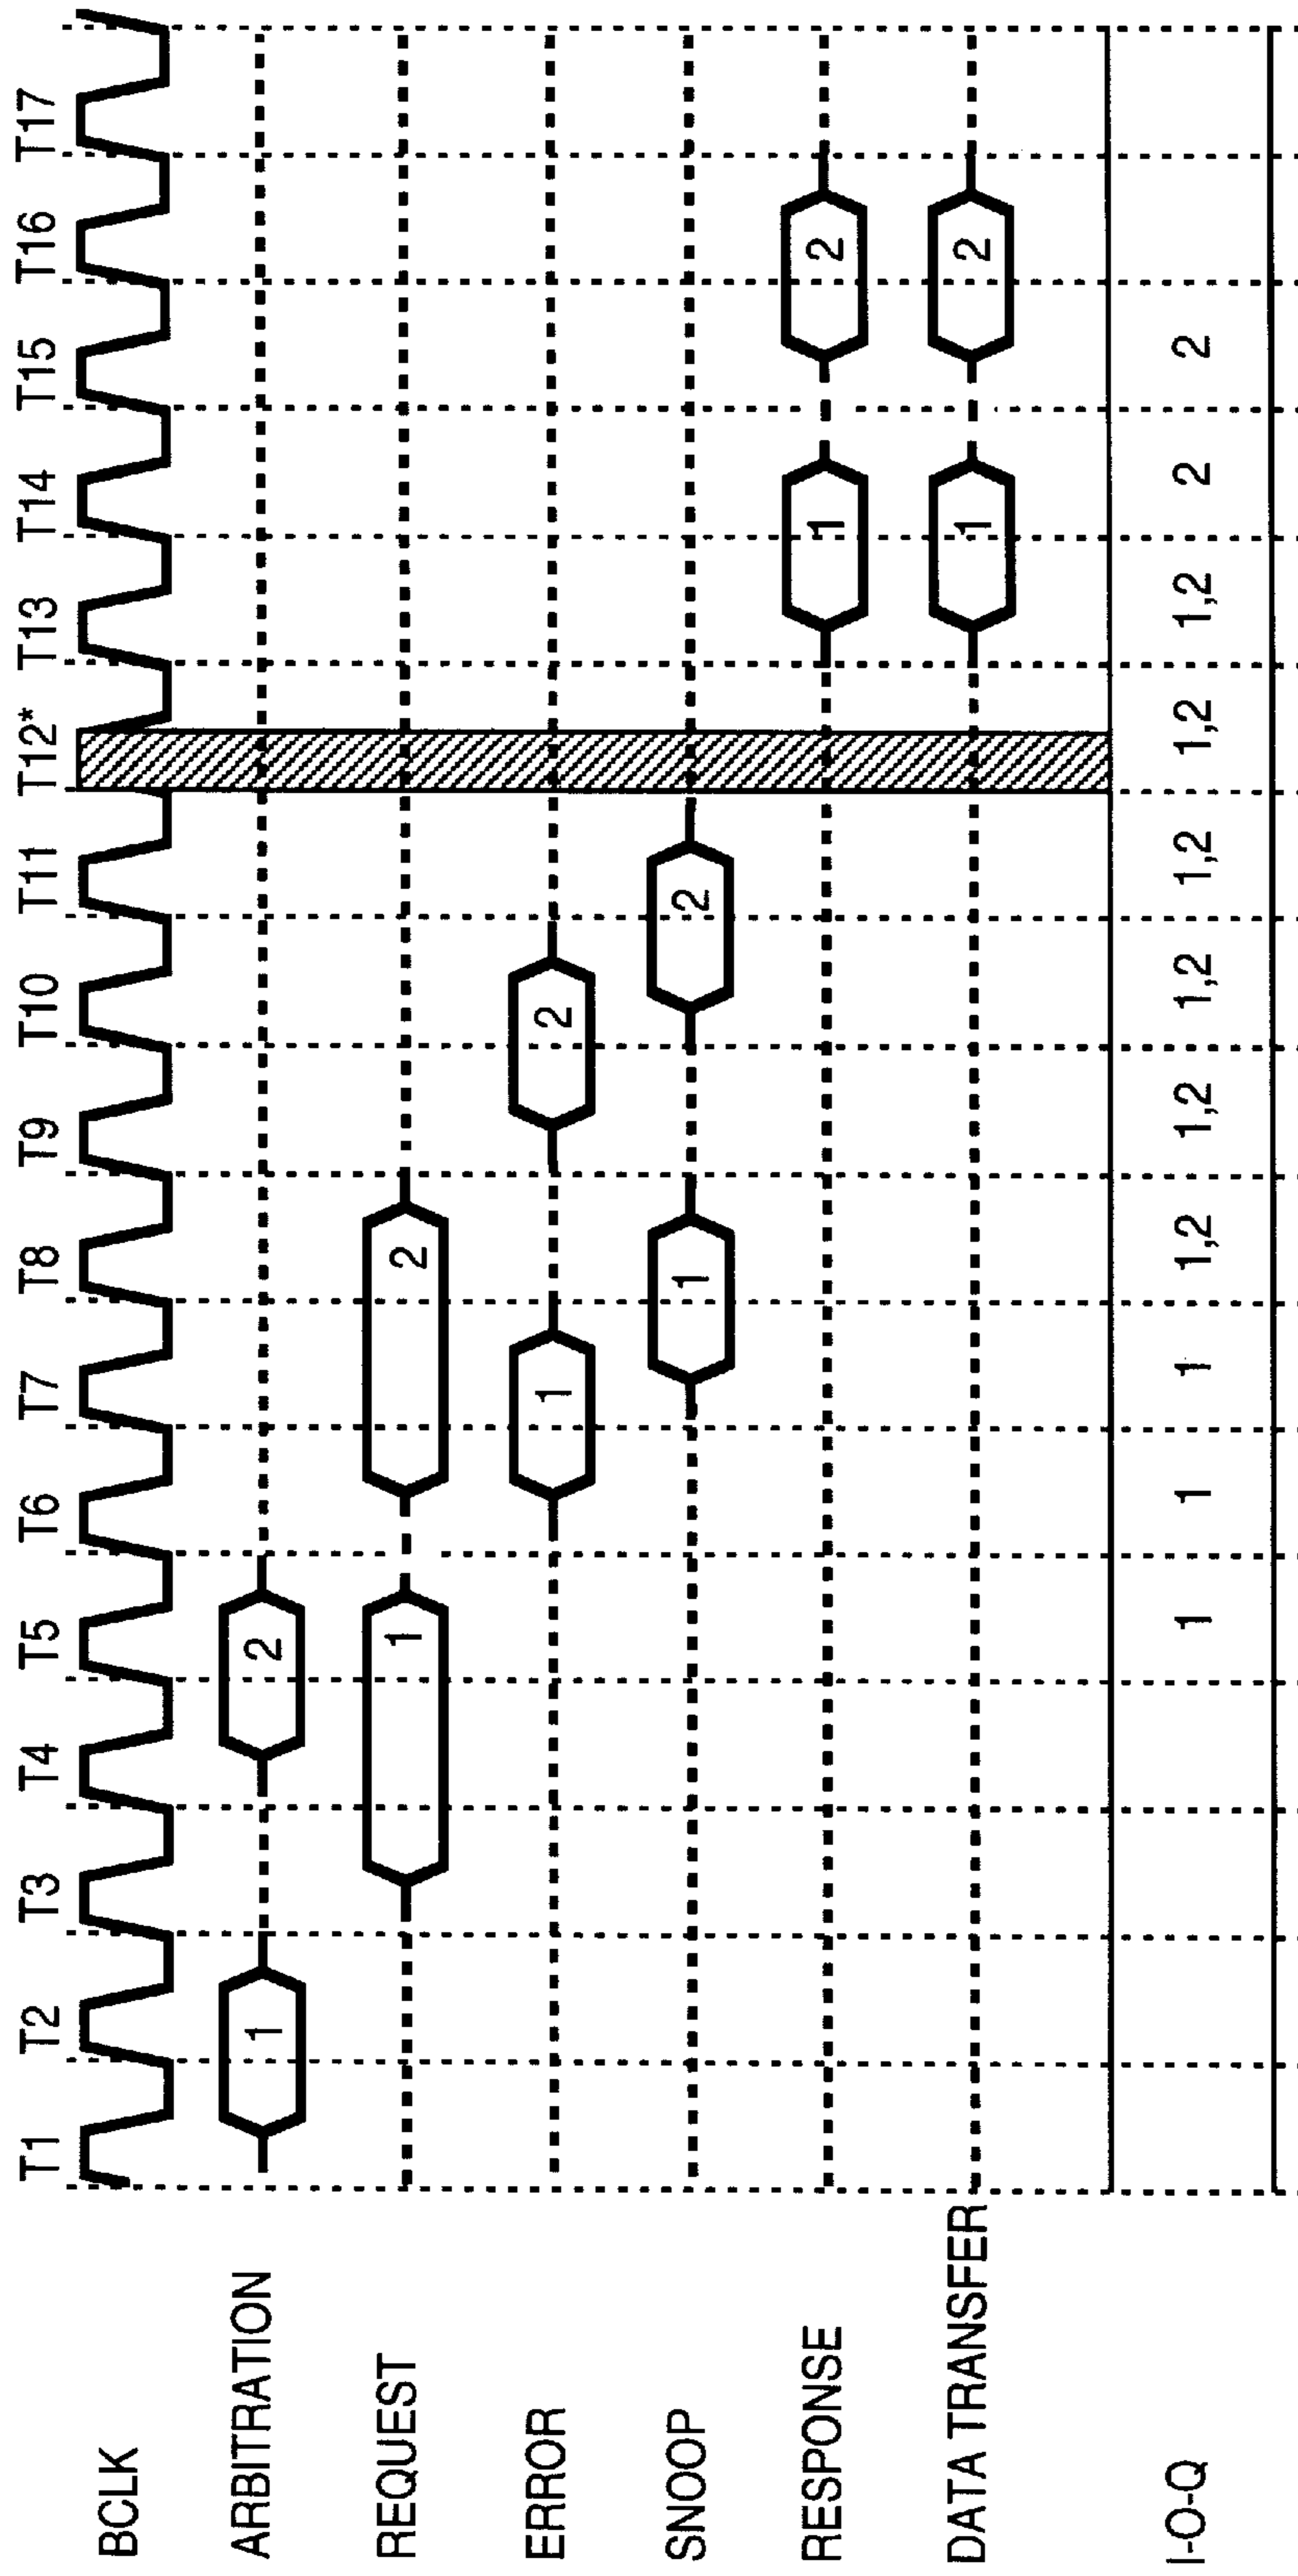 T1 T2 T3 T4 T5 T6 T7 T8 T9 T10 T11 T12* T13 T14 T15 T16 T17
BCLK
ARBITRATION 1 2
REQUEST 1 2
ERROR 1 2
SNOOP 1 2
RESPONSE 1 2
DATA TRANSFER 1 2
I-O-Q 1 1 1 1,2 1,2 1,2 1,2 1,2 1,2 2 2